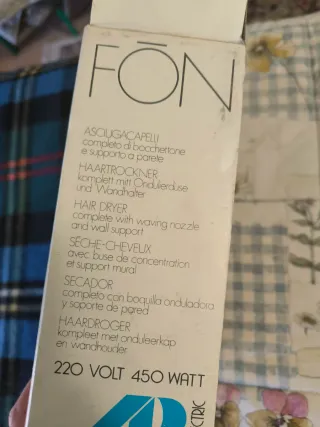 FŌN
ASCIUGACAPELLI
completo di bocchettone
e supporto a parete
HAARTROCKNER
komplett mitt Ondulierduse
und Wandhalter
HAIR DRYER
complete with waving nozzle
and wall support
SÈCHE-CHEVEUX
avec buse de concentration
et support mural
SECADOR
completo con boquilla onduladora
y soporte de pared
HAARDROGER
kompleet met onduleerkap
en wandhouder
220 VOLT 450 WATT